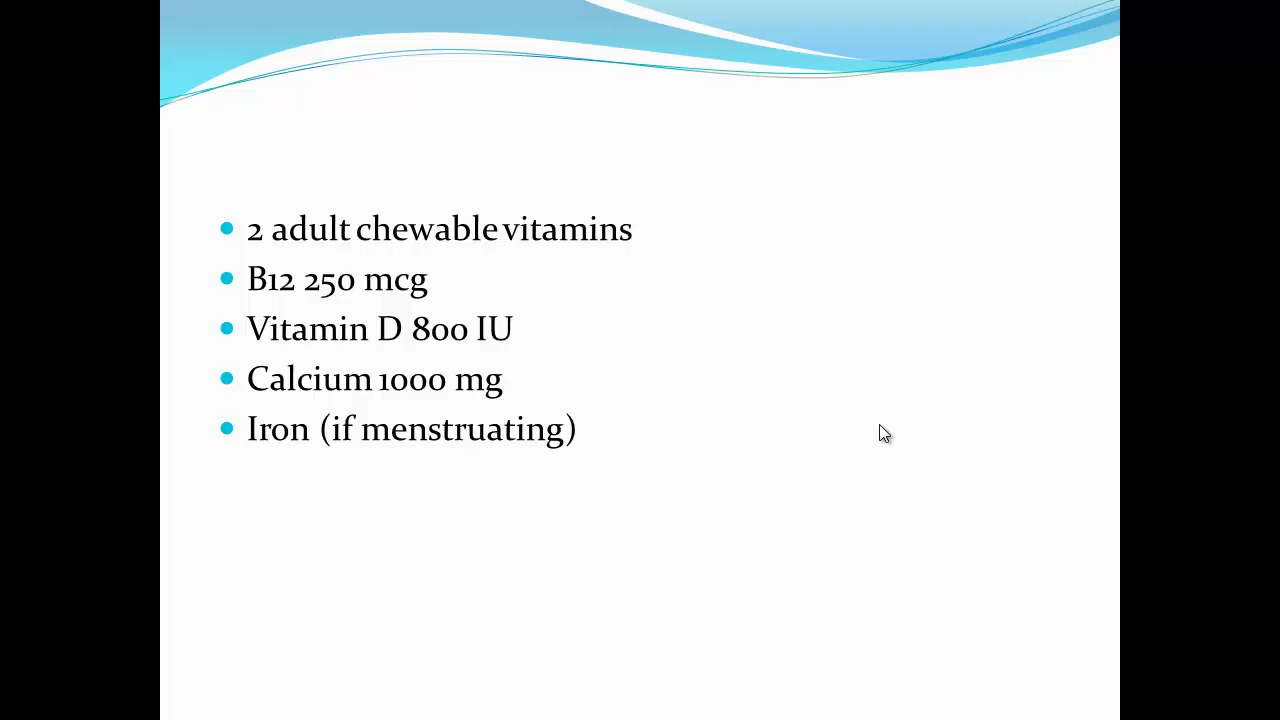 2 adult chewable vitamins
B12 250 mcg
Vitamin D 800 IU
Calcium 1000 mg
Iron (if menstruating)